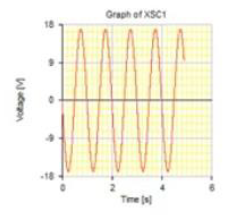 Graph of XSC1
18
9
0
-9
-18
Voltage [V]
0 2 4 6
Time [s]